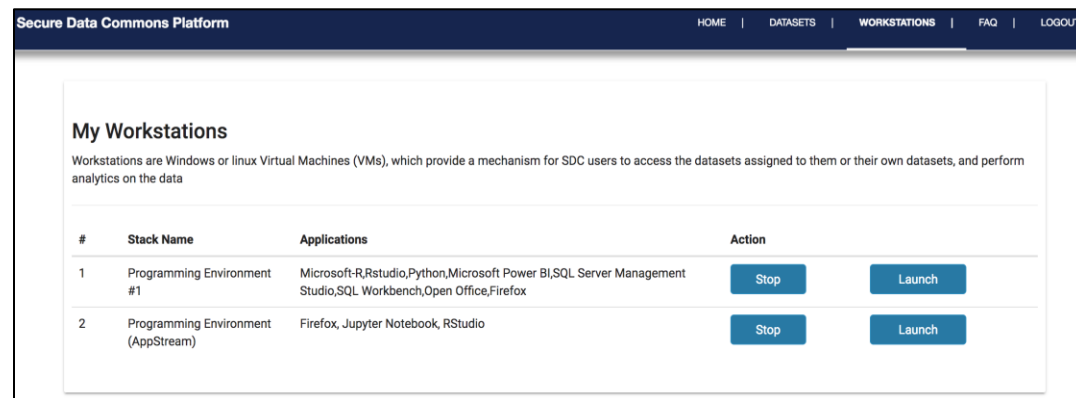 Secure Data Commons Platform
HOME | DATASETS | WORKSTATIONS | FAQ | LOGOUT
My Workstations
Workstations are Windows or linux Virtual Machines (VMs), which provide a mechanism for SDC users to access the datasets assigned to them or their own datasets, and perform
analytics on the data
# Stack Name Applications Action
1 Programming Environment Microsoft-R,Rstudio,Python,Microsoft Power BI,SQL Server Management Stop Launch
#1 Studio,SQL Workbench,Open Office,Firefox
2 Programming Environment Firefox, Jupyter Notebook, RStudio Stop Launch
(AppStream)